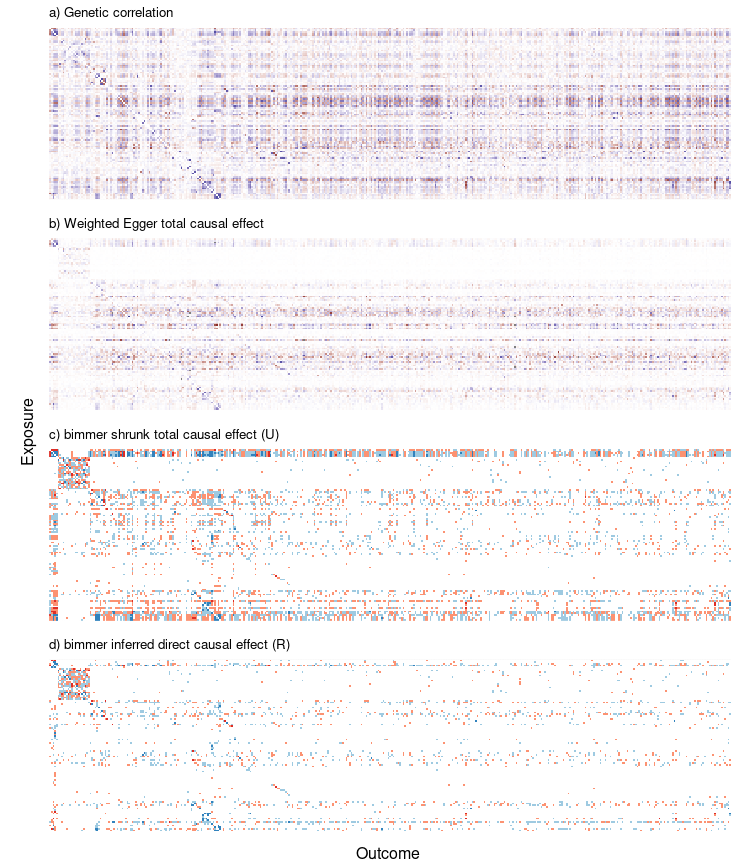 a) Genetic correlation
b) Weighted Egger total causal effect
c) bimmer shrunk total causal effect (U)
d) bimmer inferred direct causal effect (R)
Exposure
Outcome